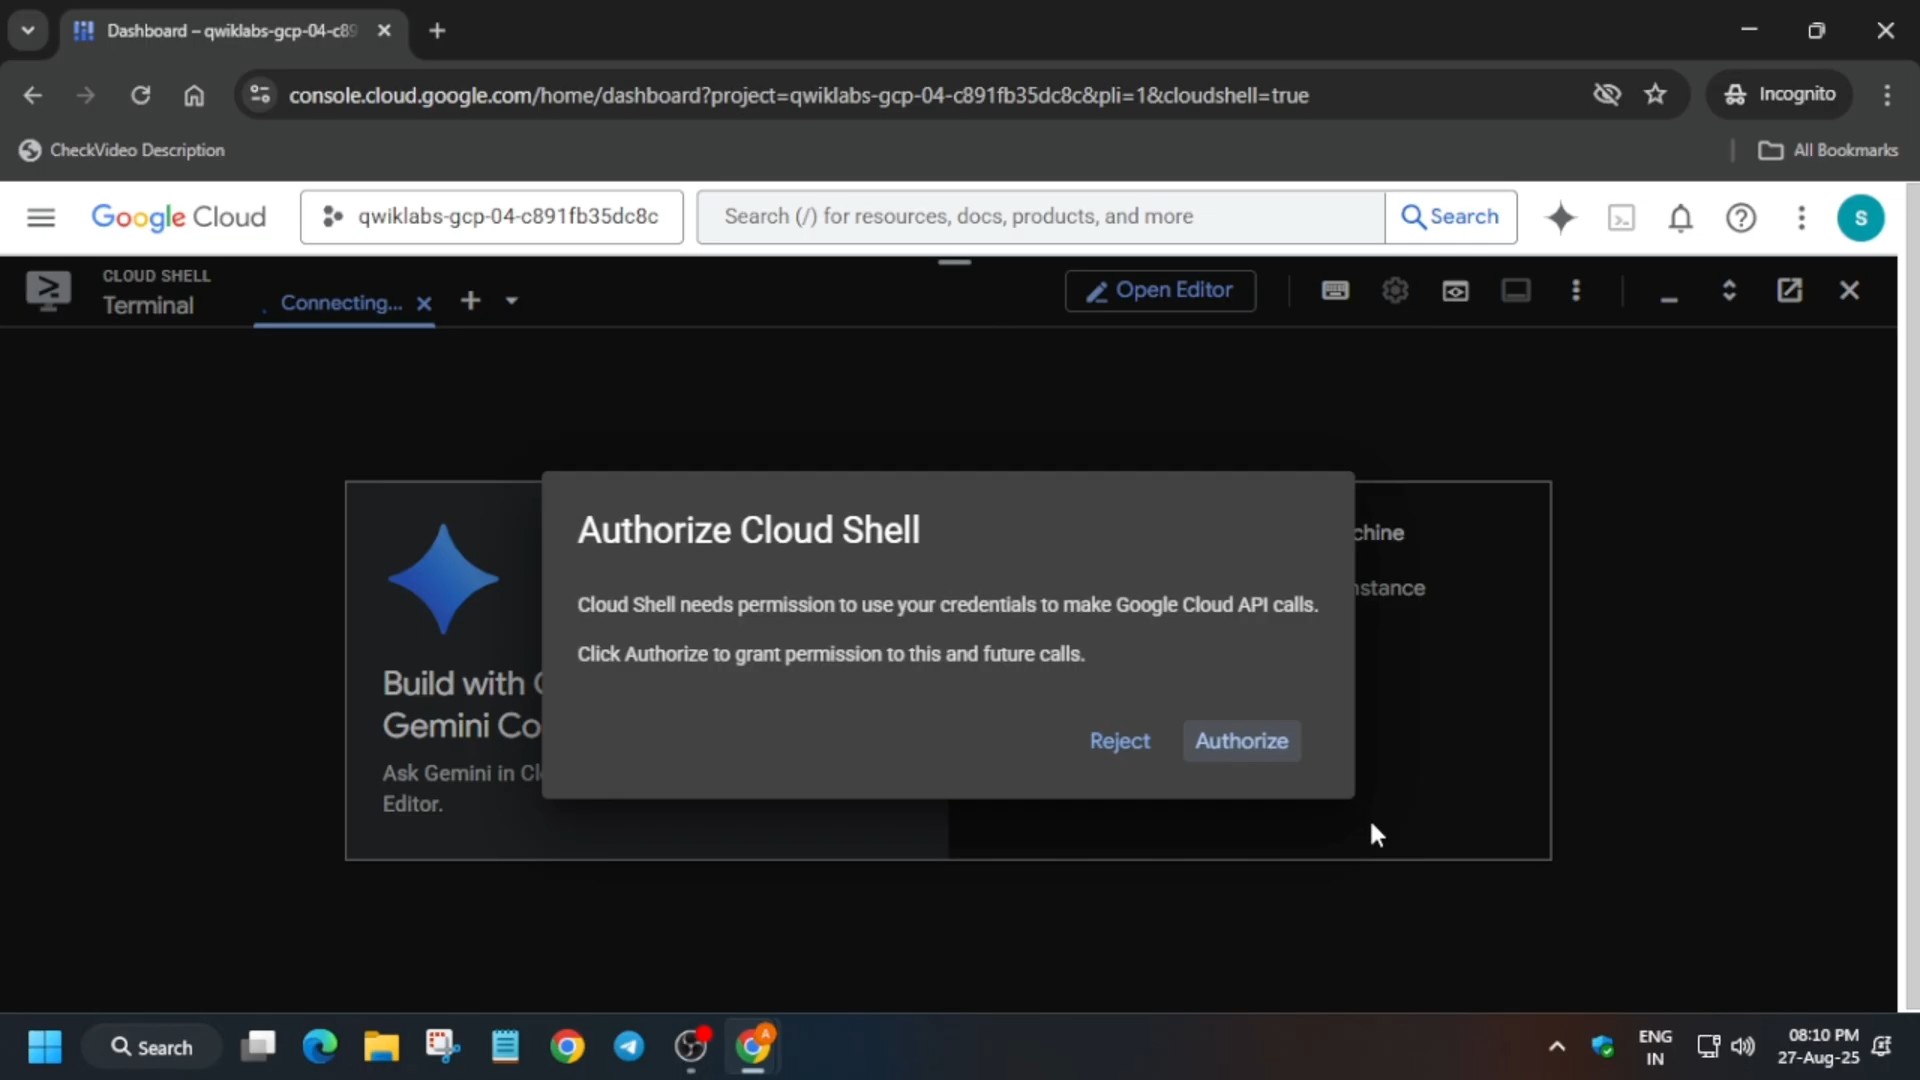 Dashboard – qwiklabs-gcp-04-c89
console.cloud.google.com/home/dashboard?project=qwiklabs-gcp-04-c891fb35dc8c&pli=1&cloudshell=true
Incognito
CheckVideo Description
All Bookmarks
Google Cloud
qwiklabs-gcp-04-c891fb35dc8c
Search (/) for resources, docs, products, and more
Search
S
CLOUD SHELL
Terminal
Connecting...
Open Editor
Authorize Cloud Shell
chine
Cloud Shell needs permission to use your credentials to make Google Cloud API calls.
nstance
Click Authorize to grant permission to this and future calls.
Build with
Gemini Co
Reject
Authorize
Ask Gemini in Cl
Editor.
Search
A
ENG
IN
08:10 PM
27-Aug-25